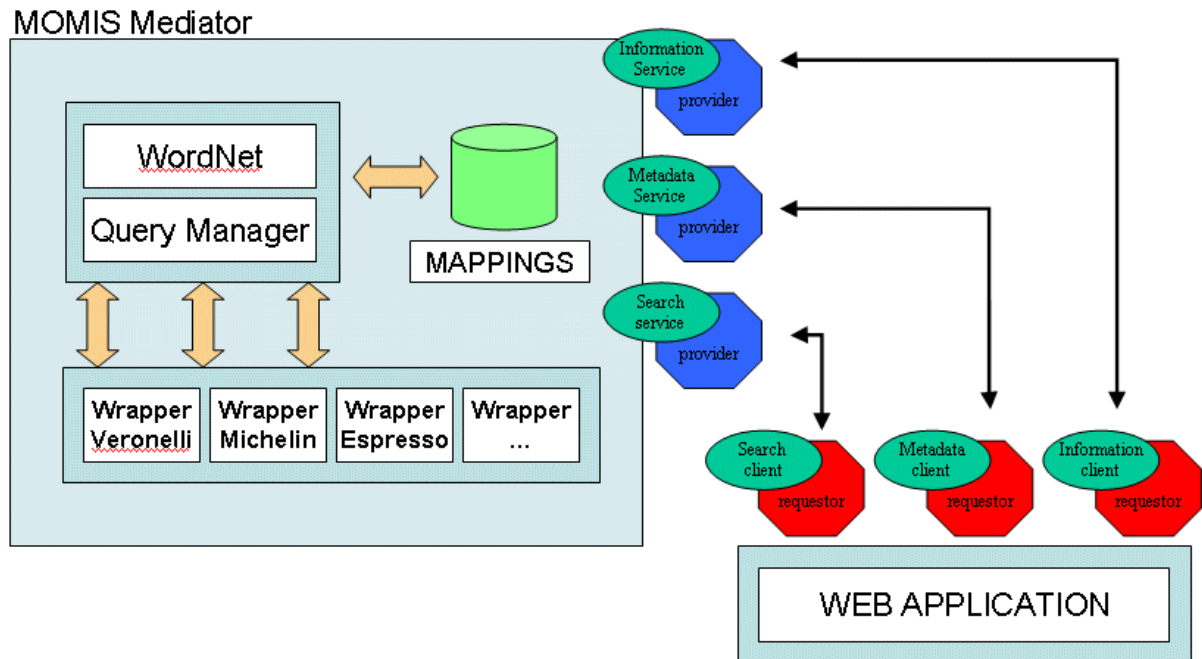 MOMIS Mediator
WordNet
Query Manager
MAPPINGS
Wrapper
Veronelli
Wrapper
Michelin
Wrapper
Espresso
Wrapper
...
Information
Service
provider
Metadata
Service
provider
Search
service
provider
Search
client
requestor
Metadata
client
requestor
Information
client
requestor
WEB APPLICATION